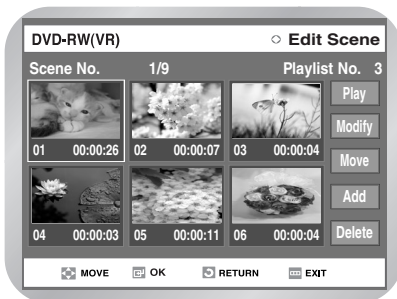 DVD-RW(VR) Edit Scene
Scene No. 1/9 Playlist No. 3
Play
Modify
Move
Add
Delete
01 00:00:26 02 00:00:07 03 00:00:04
04 00:00:03 05 00:00:11 06 00:00:04
MOVE OK RETURN EXIT